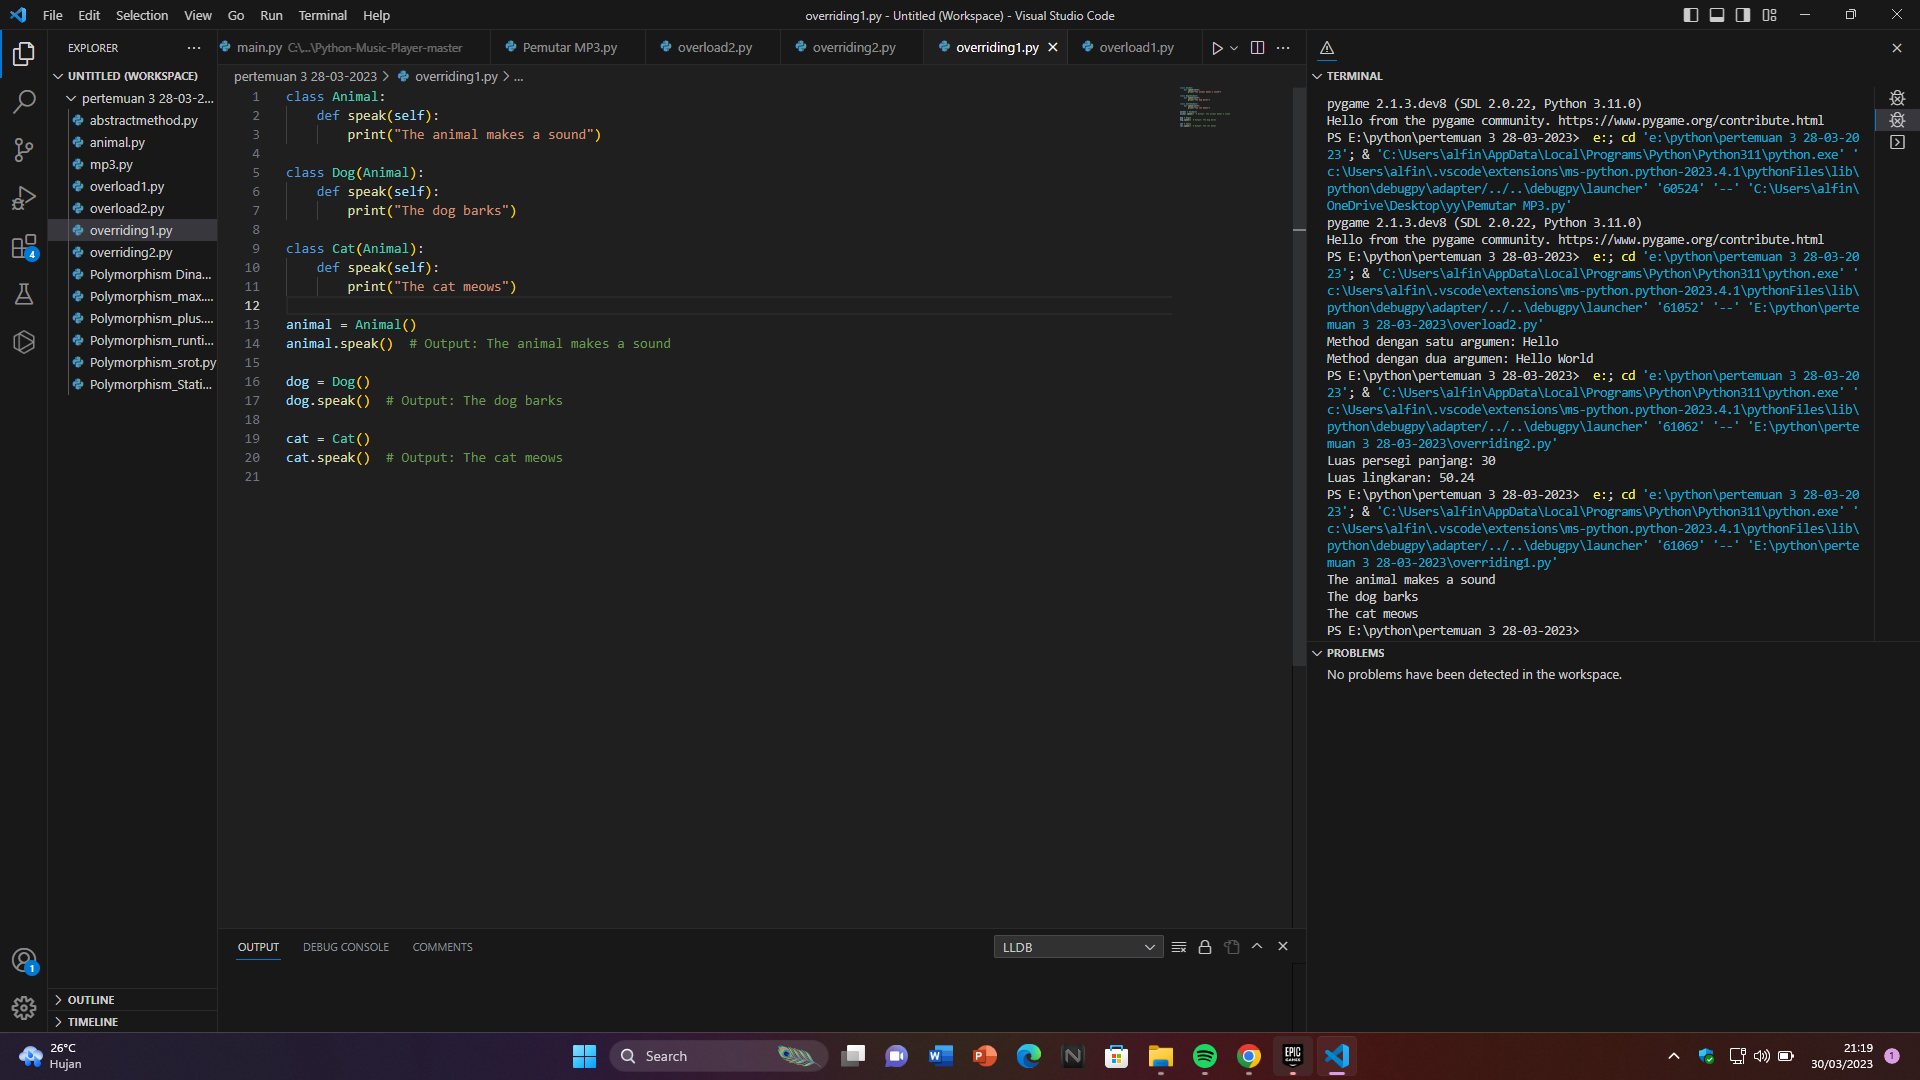 File Edit Selection View Go Run Terminal Help
overriding1.py - Untitled (Workspace) - Visual Studio Code
EXPLORER
UNTITLED (WORKSPACE)
pertemuan 3 28-03-2...
abstractmethod.py
animal.py
mp3.py
overload1.py
overload2.py
overriding1.py
overriding2.py
Polymorphism Dina...
Polymorphism_max....
Polymorphism_plus....
Polymorphism_runti...
Polymorphism_srot.py
Polymorphism_Stati...
4
1
OUTLINE
TIMELINE
main.py C:\...\Python-Music-Player-master
Pemutar MP3.py
overload2.py
overriding2.py
overriding1.py
overload1.py
pertemuan 3 28-03-2023 > overriding1.py > ...
1 class Animal:
2     def speak(self):
3         print("The animal makes a sound")
4
5 class Dog(Animal):
6     def speak(self):
7         print("The dog barks")
8
9 class Cat(Animal):
10     def speak(self):
11         print("The cat meows")
12
13 animal = Animal()
14 animal.speak()  # Output: The animal makes a sound
15
16 dog = Dog()
17 dog.speak()  # Output: The dog barks
18
19 cat = Cat()
20 cat.speak()  # Output: The cat meows
21
OUTPUT DEBUG CONSOLE COMMENTS
LLDB
TERMINAL
pygame 2.1.3.dev8 (SDL 2.0.22, Python 3.11.0)
Hello from the pygame community. https://www.pygame.org/contribute.html
PS E:\python\pertemuan 3 28-03-2023>  e:; cd 'e:\python\pertemuan 3 28-03-20
23'; & 'C:\Users\alfin\AppData\Local\Programs\Python\Python311\python.exe' '
c:\Users\alfin\.vscode\extensions\ms-python.python-2023.4.1\pythonFiles\lib\
python\debugpy\adapter/../..\debugpy\launcher' '60524' '--' 'C:\Users\alfin\
OneDrive\Desktop\yy\Pemutar MP3.py'
pygame 2.1.3.dev8 (SDL 2.0.22, Python 3.11.0)
Hello from the pygame community. https://www.pygame.org/contribute.html
PS E:\python\pertemuan 3 28-03-2023>  e:; cd 'e:\python\pertemuan 3 28-03-20
23'; & 'C:\Users\alfin\AppData\Local\Programs\Python\Python311\python.exe' '
c:\Users\alfin\.vscode\extensions\ms-python.python-2023.4.1\pythonFiles\lib\
python\debugpy\adapter/../..\debugpy\launcher' '61052' '--' 'E:\python\perte
muan 3 28-03-2023\overload2.py'
Method dengan satu argumen: Hello
Method dengan dua argumen: Hello World
PS E:\python\pertemuan 3 28-03-2023>  e:; cd 'e:\python\pertemuan 3 28-03-20
23'; & 'C:\Users\alfin\AppData\Local\Programs\Python\Python311\python.exe' '
c:\Users\alfin\.vscode\extensions\ms-python.python-2023.4.1\pythonFiles\lib\
python\debugpy\adapter/../..\debugpy\launcher' '61062' '--' 'E:\python\perte
muan 3 28-03-2023\overriding2.py'
Luas persegi panjang: 30
Luas lingkaran: 50.24
PS E:\python\pertemuan 3 28-03-2023>  e:; cd 'e:\python\pertemuan 3 28-03-20
23'; & 'C:\Users\alfin\AppData\Local\Programs\Python\Python311\python.exe' '
c:\Users\alfin\.vscode\extensions\ms-python.python-2023.4.1\pythonFiles\lib\
python\debugpy\adapter/../..\debugpy\launcher' '61069' '--' 'E:\python\perte
muan 3 28-03-2023\overriding1.py'
The animal makes a sound
The dog barks
The cat meows
PS E:\python\pertemuan 3 28-03-2023>
PROBLEMS
No problems have been detected in the workspace.
26°C
Hujan
Search
EPIC
GAMES
21:19
30/03/2023
1